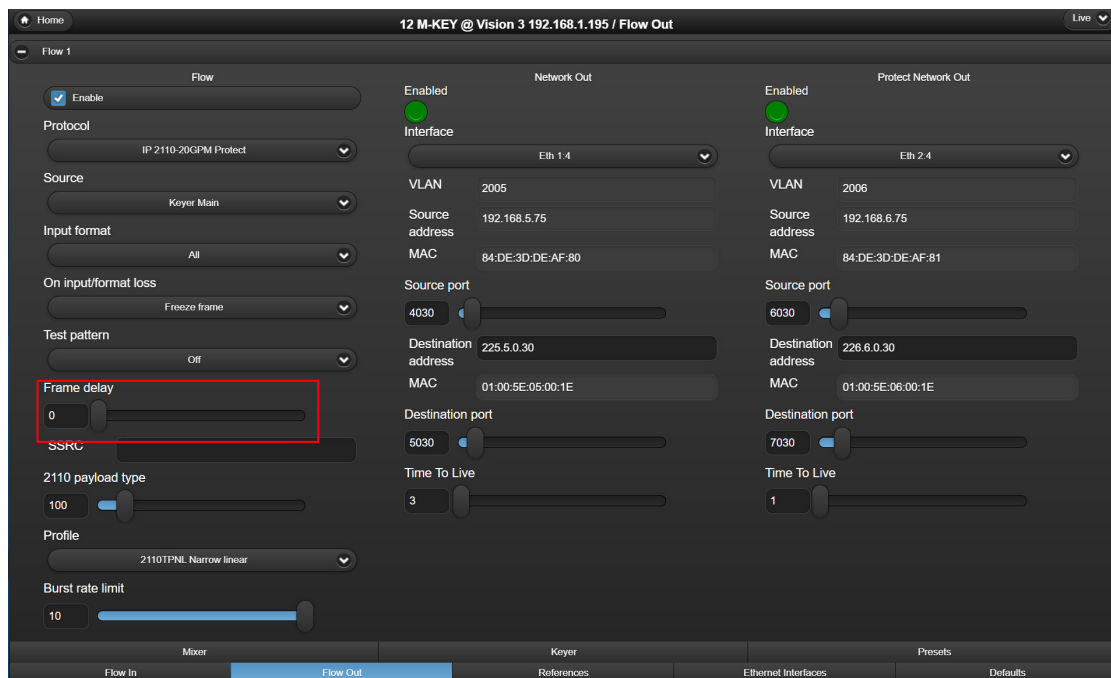 Home
12 M-KEY @ Vision 3 192.168.1.195 / Flow Out
Live
Flow 1
Flow
Enable
Protocol
IP 2110-20GPM Protect
Source
Keyer Main
Input format
All
On input/format loss
Freeze frame
Test pattern
Off
Frame delay
0
SSRC
2110 payload type
100
Profile
2110TPNL Narrow linear
Burst rate limit
10
Network Out
Enabled
Interface
Eth 1:4
VLAN 2005
Source address 192.168.5.75
MAC 84:DE:3D:DE:AF:80
Source port
4030
Destination address 225.5.0.30
MAC 01:00:5E:05:00:1E
Destination port
5030
Time To Live
3
Protect Network Out
Enabled
Interface
Eth 2:4
VLAN 2006
Source address 192.168.6.75
MAC 84:DE:3D:DE:AF:81
Source port
6030
Destination address 226.6.0.30
MAC 01:00:5E:06:00:1E
Destination port
7030
Time To Live
1
Mixer Keyer Presets
Flow In Flow Out References Ethernet Interfaces Defaults